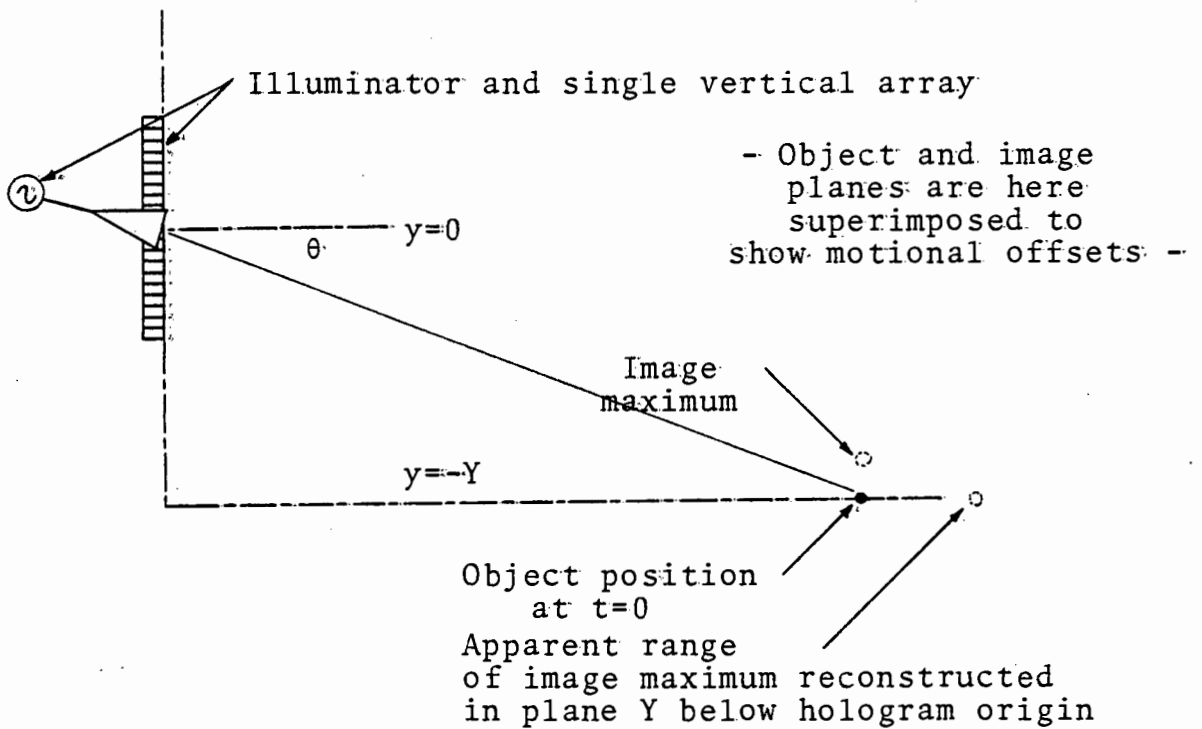 Illuminator and single vertical array
- Object and image
planes are here
superimposed to
show motional offsets -
y=0
θ
Image
maximum
y=-Y
Object position
at t=0
Apparent range
of image maximum reconstructed
in plane Y below hologram origin